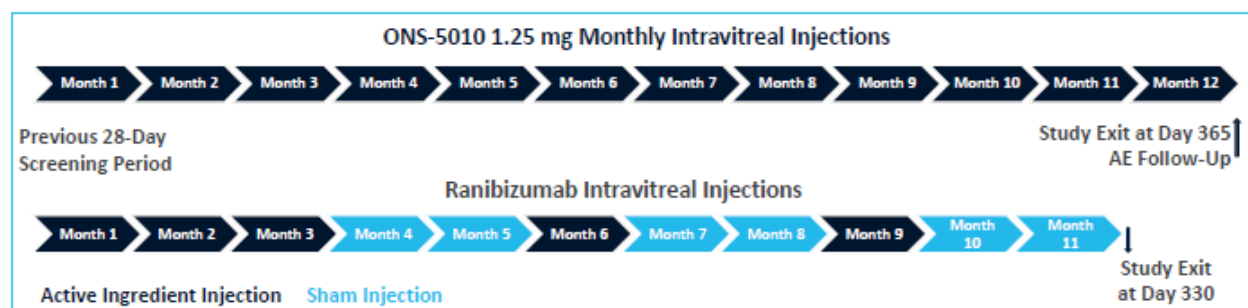 ONS-5010 1.25 mg Monthly Intravitreal Injections
Month 1 Month 2 Month 3 Month 4 Month 5 Month 6 Month 7 Month 8 Month 9 Month 10 Month 11 Month 12
Previous 28-Day
Screening Period
Study Exit at Day 365
AE Follow-Up
Ranibizumab Intravitreal Injections
Month 1 Month 2 Month 3 Month 4 Month 5 Month 6 Month 7 Month 8 Month 9 Month 10 Month 11
Study Exit
at Day 330
Active Ingredient Injection Sham Injection